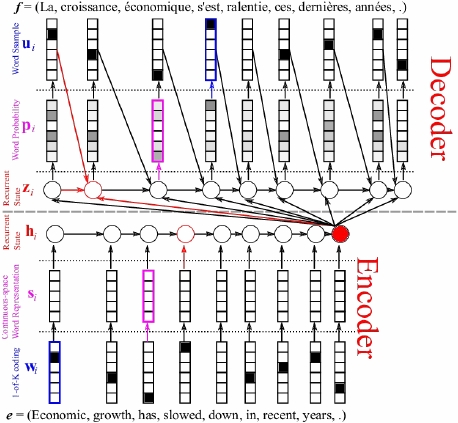 f = (La, croissance, économique, s'est, ralentie, ces, dernières, années, .)
Word Ssample
u_i
Word Probability
p_i
Recurrent
State
z_i
Decoder
Recurrent
State
h_i
Continuous-space
Word Representation
s_i
1-of-K coding
w_i
Encoder
e = (Economic, growth, has, slowed, down, in, recent, years, .)